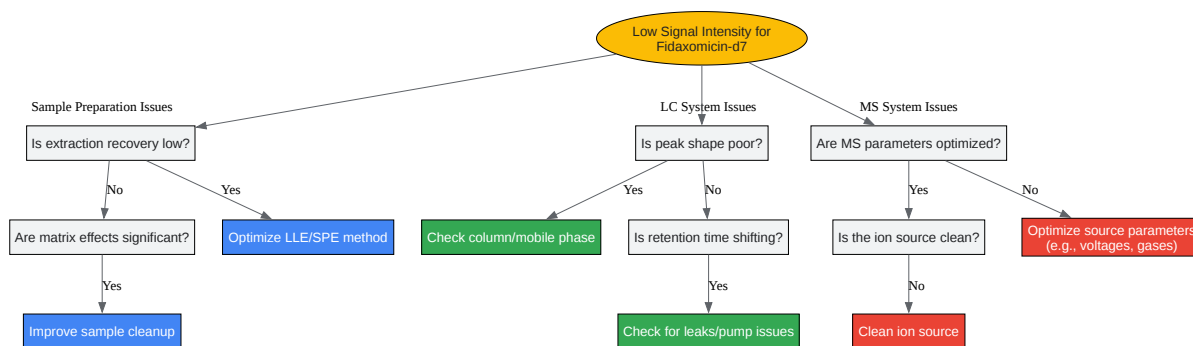 Low Signal Intensity for
Fidaxomicin-d7
Sample Preparation Issues
LC System Issues
MS System Issues
Is extraction recovery low?
Is peak shape poor?
Are MS parameters optimized?
No
Yes
Yes
No
Yes
No
Are matrix effects significant?
Optimize LLE/SPE method
Check column/mobile phase
Is retention time shifting?
Is the ion source clean?
Optimize source parameters
(e.g., voltages, gases)
Yes
Yes
No
Improve sample cleanup
Check for leaks/pump issues
Clean ion source